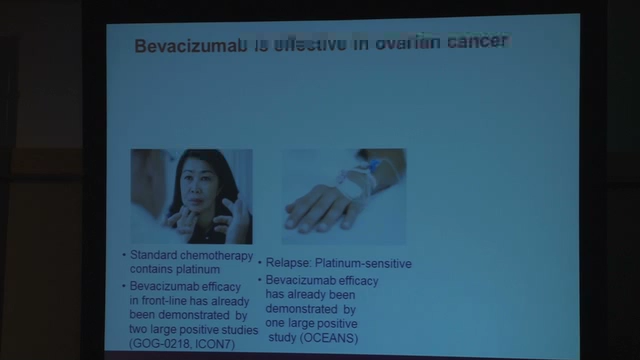 Bevacizumab is effective in ovarian cancer
• Standard chemotherapy
contains platinum
• Bevacizumab efficacy
in front-line has already
been demonstrated by
two large positive studies
(GOG-0218, ICON7)
• Relapse: Platinum-sensitive
• Bevacizumab efficacy
has already been
demonstrated by
one large positive
study (OCEANS)